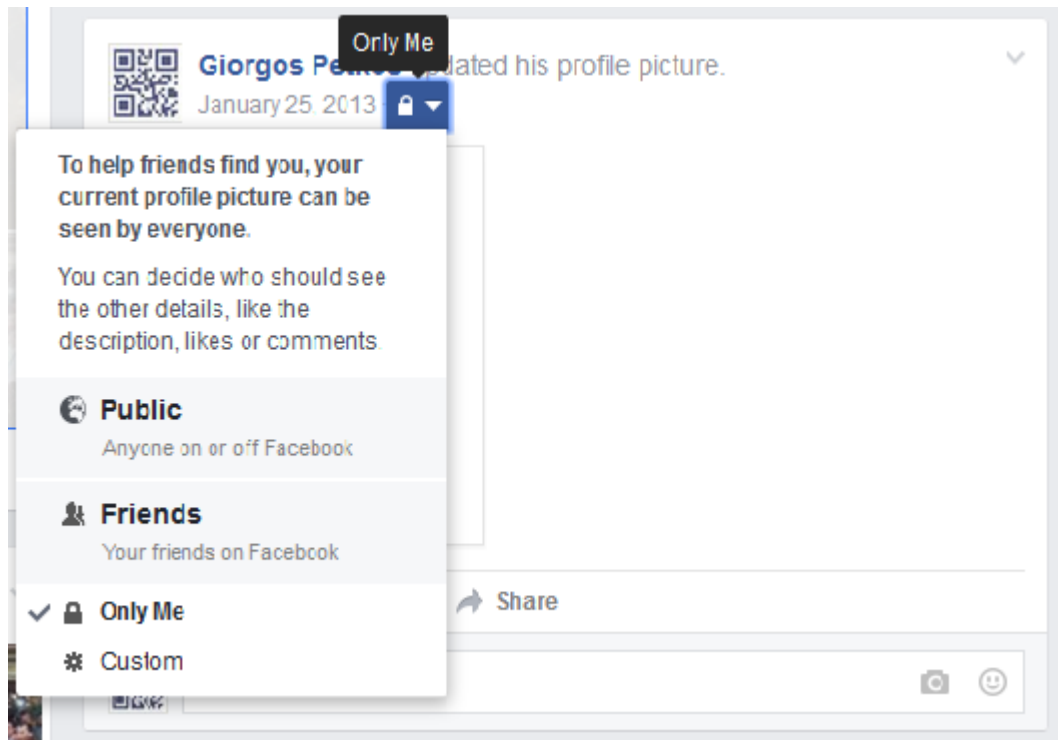 Only Me
Giorgos updated his profile picture.
January 25, 2013
To help friends find you, your
current profile picture can be
seen by everyone.
You can decide who should see
the other details, like the
description, likes or comments.
Public
Anyone on or off Facebook
Friends
Your friends on Facebook
Only Me
Share
Custom